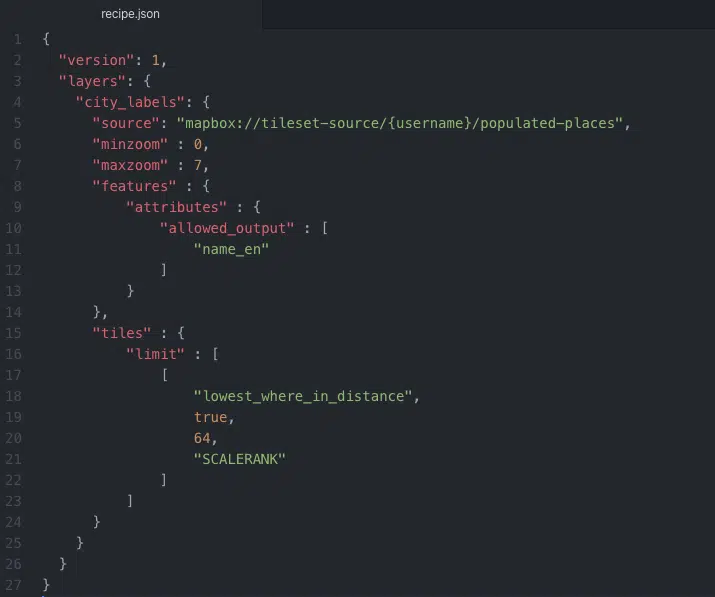 recipe.json
1 {
2   "version": 1,
3   "layers": {
4     "city_labels": {
5       "source": "mapbox://tileset-source/{username}/populated-places",
6       "minzoom" : 0,
7       "maxzoom" : 7,
8       "features" : {
9           "attributes" : {
10               "allowed_output" : [
11                   "name_en"
12               ]
13           }
14       },
15       "tiles" : {
16           "limit" : [
17               [
18                   "lowest_where_in_distance",
19                   true,
20                   64,
21                   "SCALERANK"
22               ]
23           ]
24       }
25     }
26   }
27 }